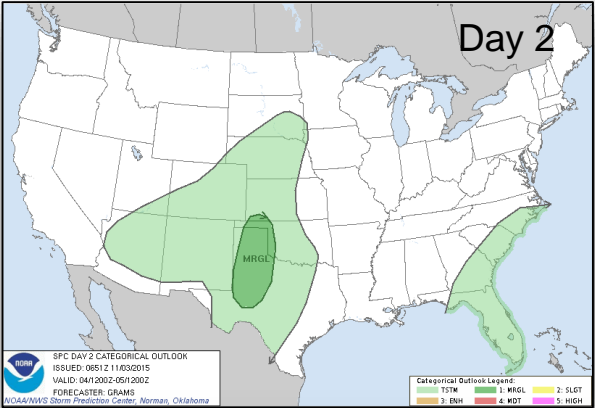 Day 2
MRGL
NOAA
SPC DAY 2 CATEGORICAL OUTLOOK
ISSUED: 0651Z 11/03/2015
VALID: 04/1200Z-05/1200Z
FORECASTER: GRAMS
NOAA/NWS Storm Prediction Center, Norman, Oklahoma
Categorical Outlook Legend:
TSTM 1: MRGL 2: SLGT
3: ENH 4: MDT 5: HIGH